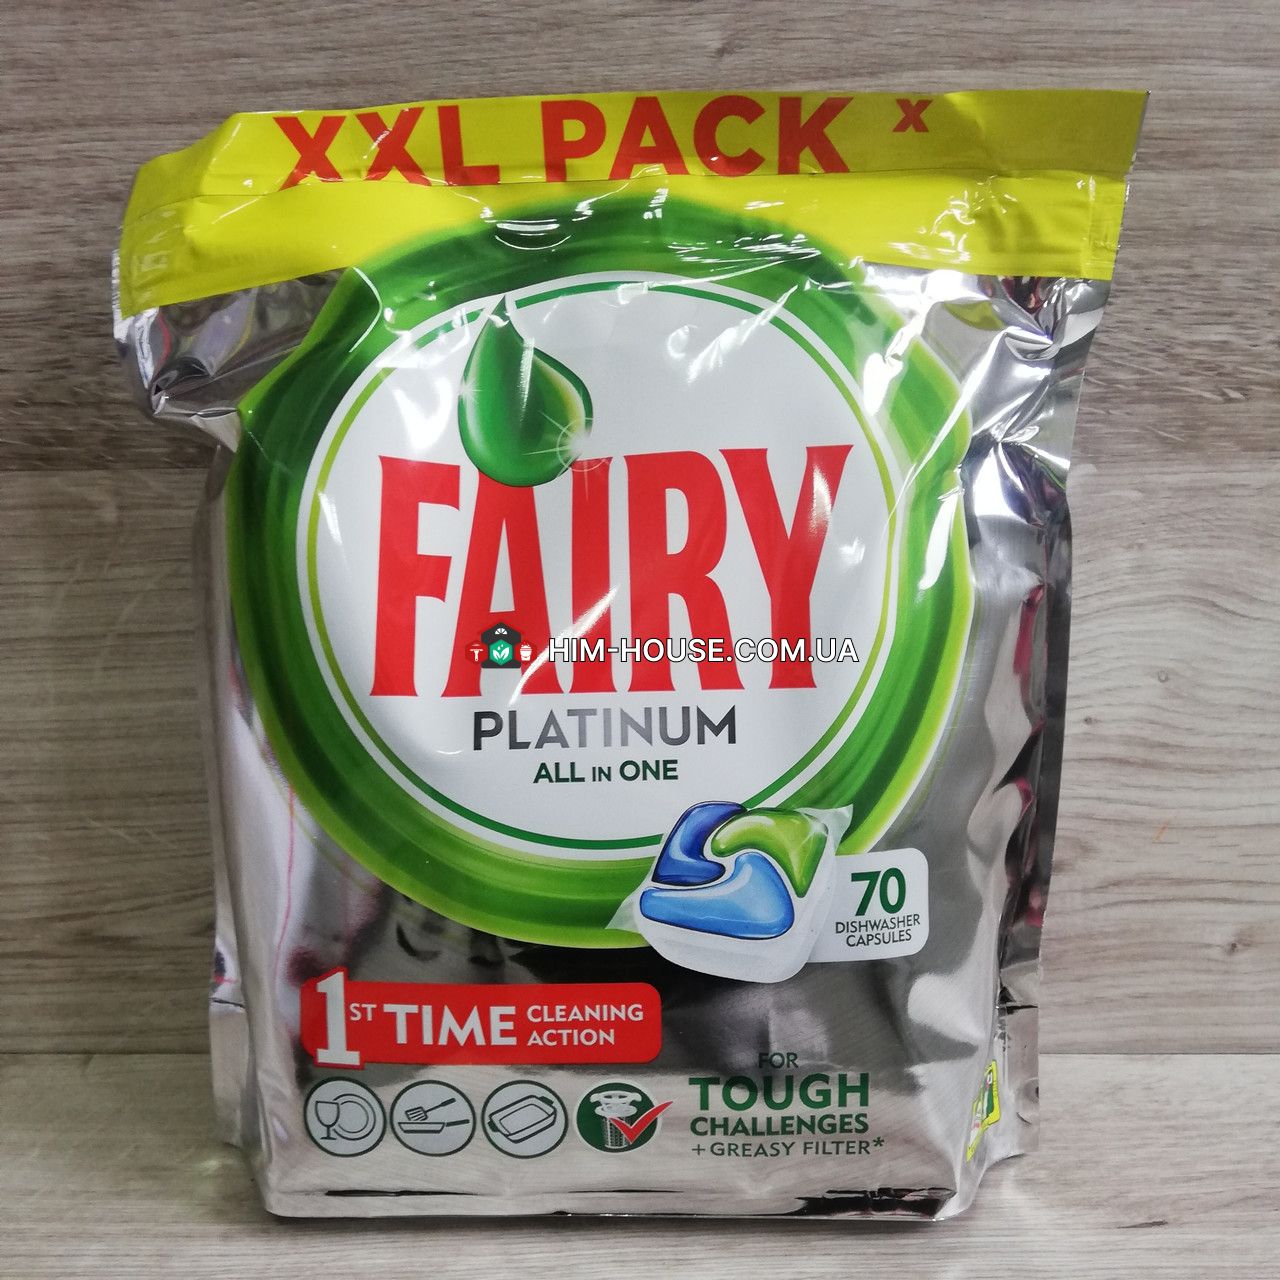 XXL PACK x
FAIRY
HIM-HOUSE.COM.UA
PLATINUM
ALL IN ONE
70
DISHWASHER
CAPSULES
1ST TIME CLEANING
ACTION
FOR
TOUGH
CHALLENGES
+ GREASY FILTER*